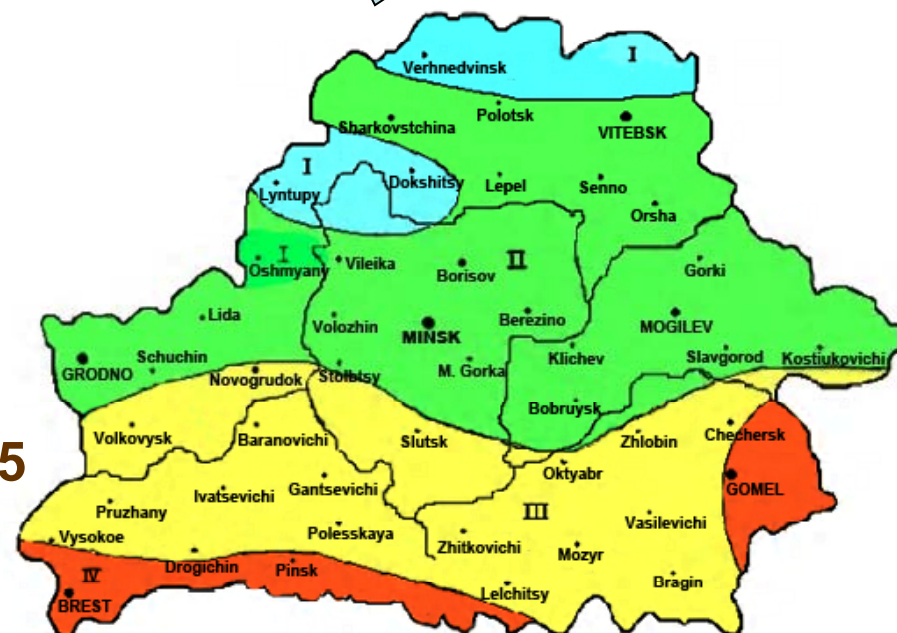 I
Verhnedvinsk
Polotsk
Sharkovstchina
VITEBSK
I
Dokshitsy
Lyntupy
Lepel
Senno
Orsha
I
Oshmyany
Vileika
Borisov
II
Gorki
Lida
Volozhin
MINSK
Berezino
MOGILEV
Schuchin
GRODNO
Novogrudok
Stolbtsy
M. Gorka
Klichev
Slavgorod
Kostiukovichi
Bobruysk
Volkovysk
Baranovichi
Slutsk
Zhlobin
Chechersk
5
Oktyabr
Ivatsevichi
Gantsevichi
GOMEL
Pruzhany
III
Vasilevichi
Vysokoe
Polesskaya
Zhitkovichi
Mozyr
Drogichin
Pinsk
IV
BREST
Lelchitsy
Bragin